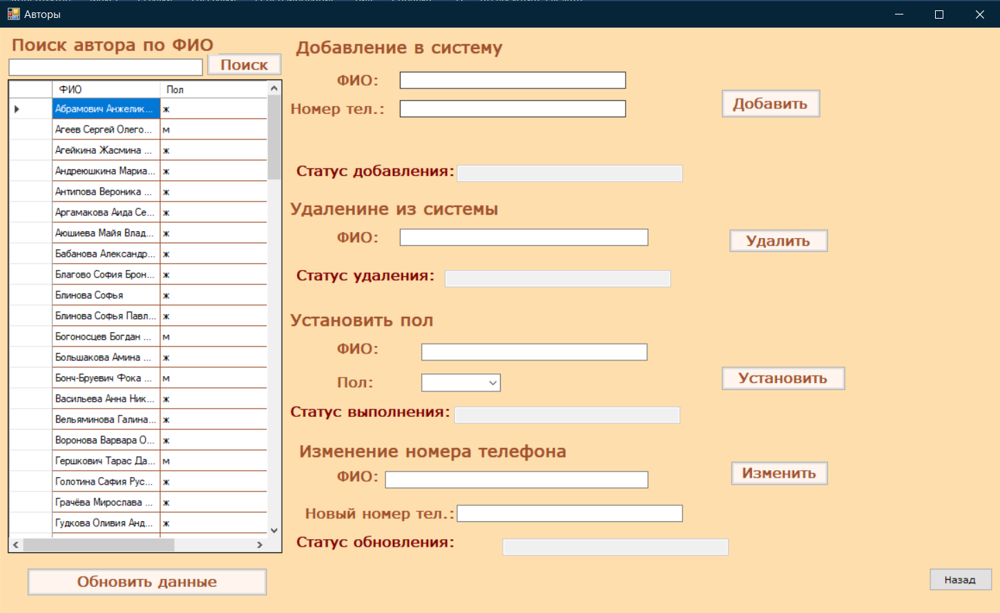 Авторы
Поиск автора по ФИО
Поиск
ФИО Пол
Абрамович Анжелик... ж
Агеев Сергей Олего... м
Агейкина Жасмина ... ж
Андреюшкина Мариа... ж
Антипова Вероника ... ж
Аргамакова Аида Се... ж
Аюшиева Майя Влад... ж
Бабанова Александр... ж
Благово София Брон... ж
Блинова Софья ж
Блинова Софья Павл... ж
Богоносцев Богдан ... м
Большакова Амина ... ж
Бонч-Бруевич Фока ... м
Васильева Анна Ник... ж
Вельяминова Галина... ж
Воронова Варвара О... ж
Гершкович Тарас Да... м
Голотина Сафия Рус... ж
Грачёва Мирослава ... ж
Гудкова Оливия Анд... ж
Обновить данные
Добавление в систему
ФИО:
Номер тел.:
Добавить
Статус добавления:
Удаленине из системы
ФИО:
Удалить
Статус удаления:
Установить пол
ФИО:
Пол:
Установить
Статус выполнения:
Изменение номера телефона
ФИО:
Изменить
Новый номер тел.:
Статус обновления:
Назад